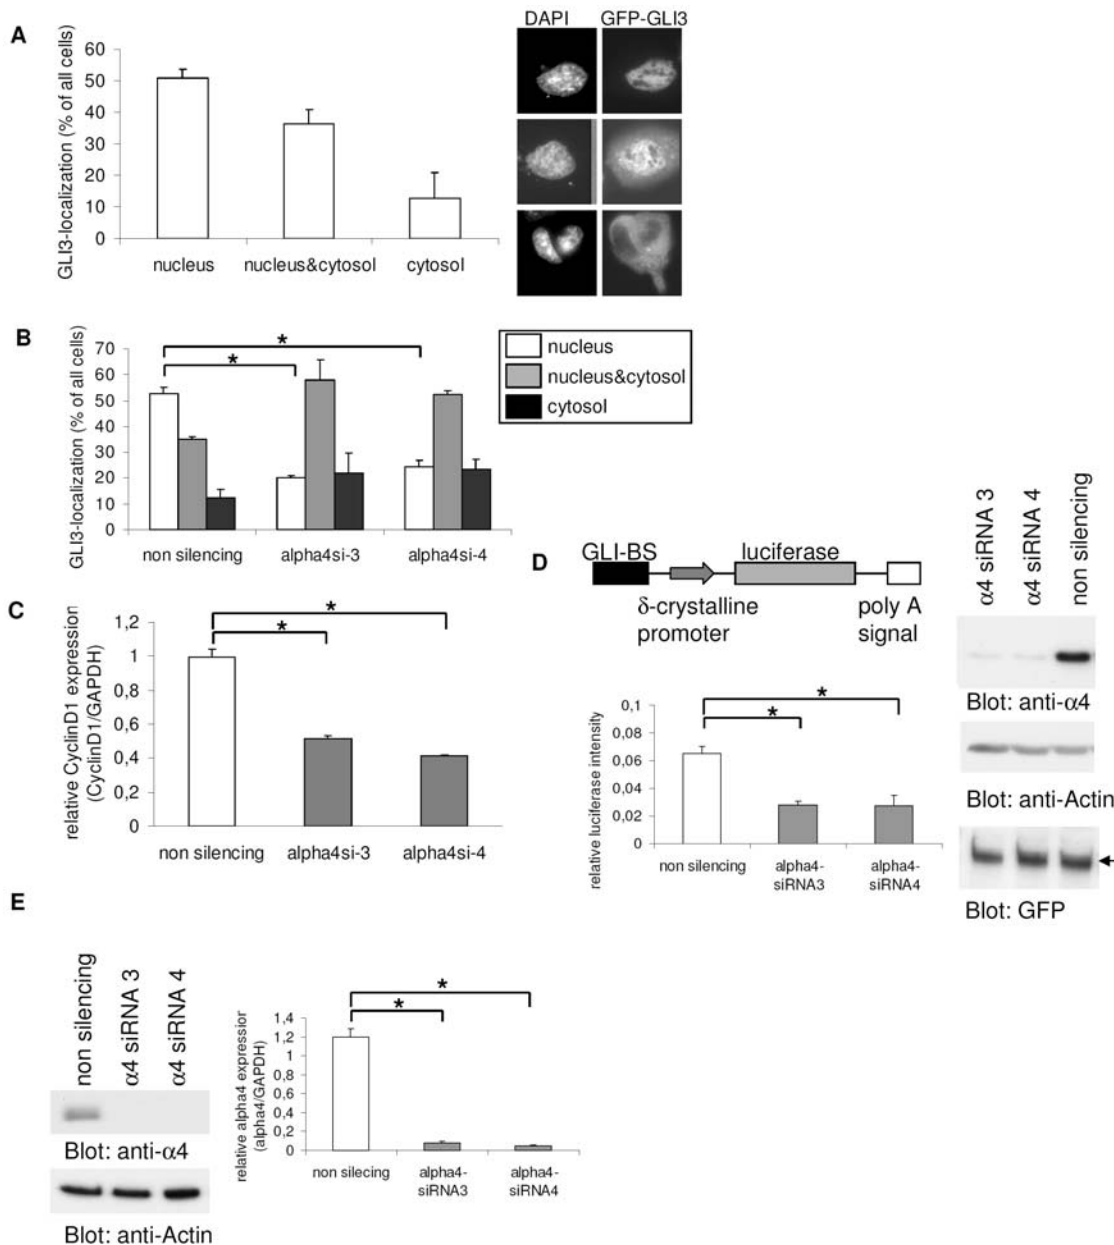 A
GLI3-localization (% of all cells)
60
50
40
30
20
10
0
nucleus
nucleus&cytosol
cytosol
DAPI
GFP-GLI3
B
GLI3-localization (% of all cells)
70
60
50
40
30
20
10
0
*
*
non silencing
alpha4si-3
alpha4si-4
nucleus
nucleus&cytosol
cytosol
C
relative CyclinD1 expression
(CyclinD1/GAPDH)
1,2
1
0,8
0,6
0,4
0,2
0
*
*
non silencing
alpha4si-3
alpha4si-4
D
GLI-BS
luciferase
δ-crystalline
promoter
poly A
signal
relative luciferase intensity
0,1
0,08
0,06
0,04
0,02
0
*
*
non silencing
alpha4-
siRNA3
alpha4-
siRNA4
α4 siRNA 3
α4 siRNA 4
non silencing
Blot: anti-α4
Blot: anti-Actin
Blot: GFP
E
non silencing
α4 siRNA 3
α4 siRNA 4
Blot: anti-α4
Blot: anti-Actin
relative alpha4 expression
(alpha4/GAPDH)
1,4
1,2
1
0,8
0,6
0,4
0,2
0
*
*
non silecing
alpha4-
siRNA3
alpha4-
siRNA4